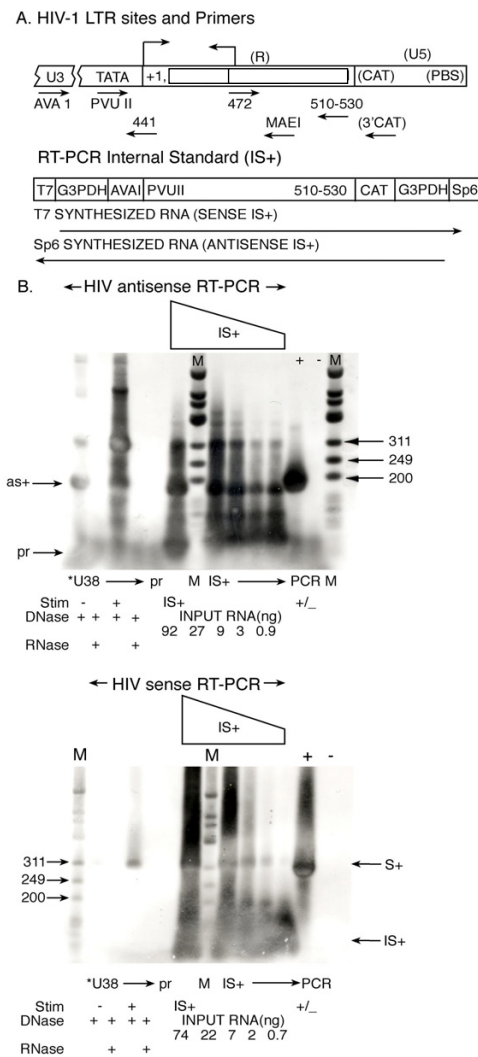 A. HIV-1 LTR sites and Primers
(R)
(U5)
U3 TATA +1, (CAT) (PBS)
AVA 1 PVU II 472 510-530
441 MAEI (3'CAT)
RT-PCR Internal Standard (IS+)
T7 G3PDH AVAI PVUII 510-530 CAT G3PDH Sp6
T7 SYNTHESIZED RNA (SENSE IS+)
Sp6 SYNTHESIZED RNA (ANTISENSE IS+)
B.
HIV antisense RT-PCR
IS+
M + - M
311
249
as+ 200
pr
*U38 pr M IS+ PCR M
Stim - + IS+ +/_
DNase + + + + INPUT RNA(ng)
92 27 9 3 0.9
RNase + +
HIV sense RT-PCR
IS+
M M + -
311 S+
249
200
IS+
*U38 pr M IS+ PCR
Stim - + IS+ +/_
DNase + + + + INPUT RNA(ng)
74 22 7 2 0.7
RNase + +